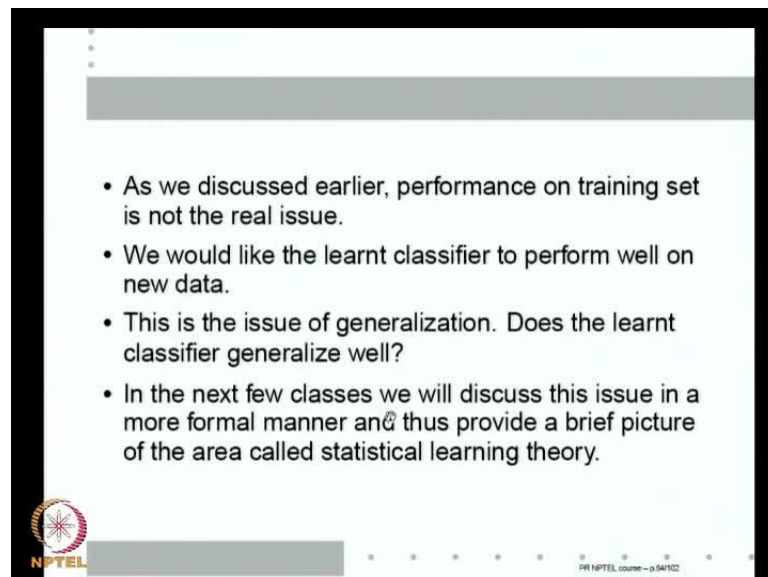 • As we discussed earlier, performance on training set
is not the real issue.
• We would like the learnt classifier to perform well on
new data.
• This is the issue of generalization. Does the learnt
classifier generalize well?
• In the next few classes we will discuss this issue in a
more formal manner and thus provide a brief picture
of the area called statistical learning theory.
NPTEL
PR NPTEL course – p.84/102